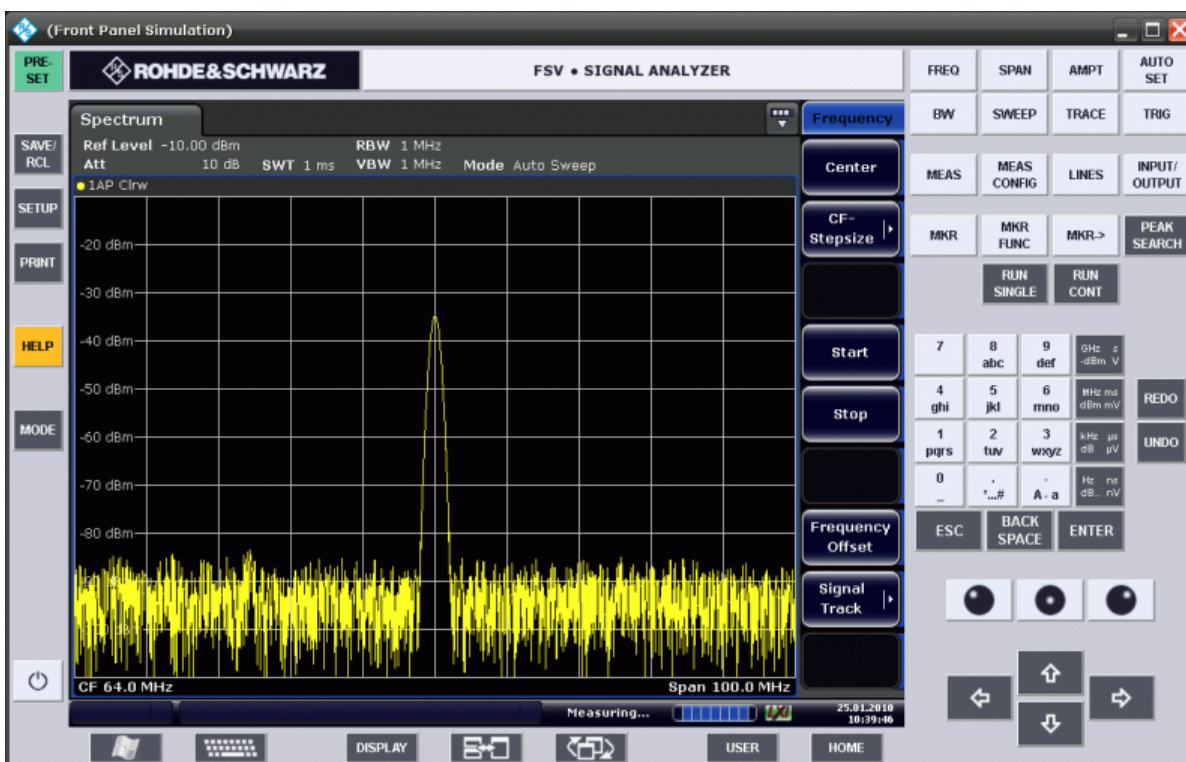 (Front Panel Simulation)
PRE-
SET
ROHDE&SCHWARZ
FSV • SIGNAL ANALYZER
FREQ
SPAN
AMPT
AUTO
SET
Spectrum
Frequency
BW
SWEEP
TRACE
TRIG
SAVE/
RCL
Ref Level -10.00 dBm
RBW 1 MHz
Att 10 dB SWT 1 ms VBW 1 MHz Mode Auto Sweep
1AP Clrw
Center
MEAS
MEAS
CONFIG
LINES
INPUT/
OUTPUT
SETUP
CF-
Stepsize
MKR
MKR
FUNC
MKR->
PEAK
SEARCH
-20 dBm
PRINT
RUN
SINGLE
RUN
CONT
-30 dBm
HELP
-40 dBm
Start
7
8
abc
9
def
GHz s
-dBm V
-50 dBm
4
ghi
5
jkl
6
mno
MHz ms
dBm mV
REDO
Stop
MODE
-60 dBm
1
pqrs
2
tuv
3
wxyz
kHz µs
dB µV
UNDO
-70 dBm
0
_
.
*...#
-
A - a
Hz ns
dB... nV
-80 dBm
Frequency
Offset
ESC
BACK
SPACE
ENTER
Signal
Track
CF 64.0 MHz
Span 100.0 MHz
Measuring...
25.01.2010
10:39:46
DISPLAY
USER
HOME